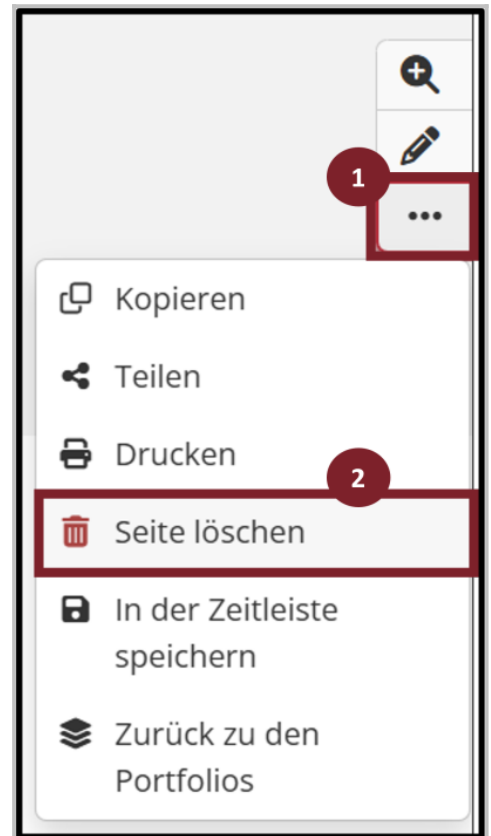 1
Kopieren
Teilen
Drucken
2
Seite löschen
In der Zeitleiste
speichern
Zurück zu den
Portfolios